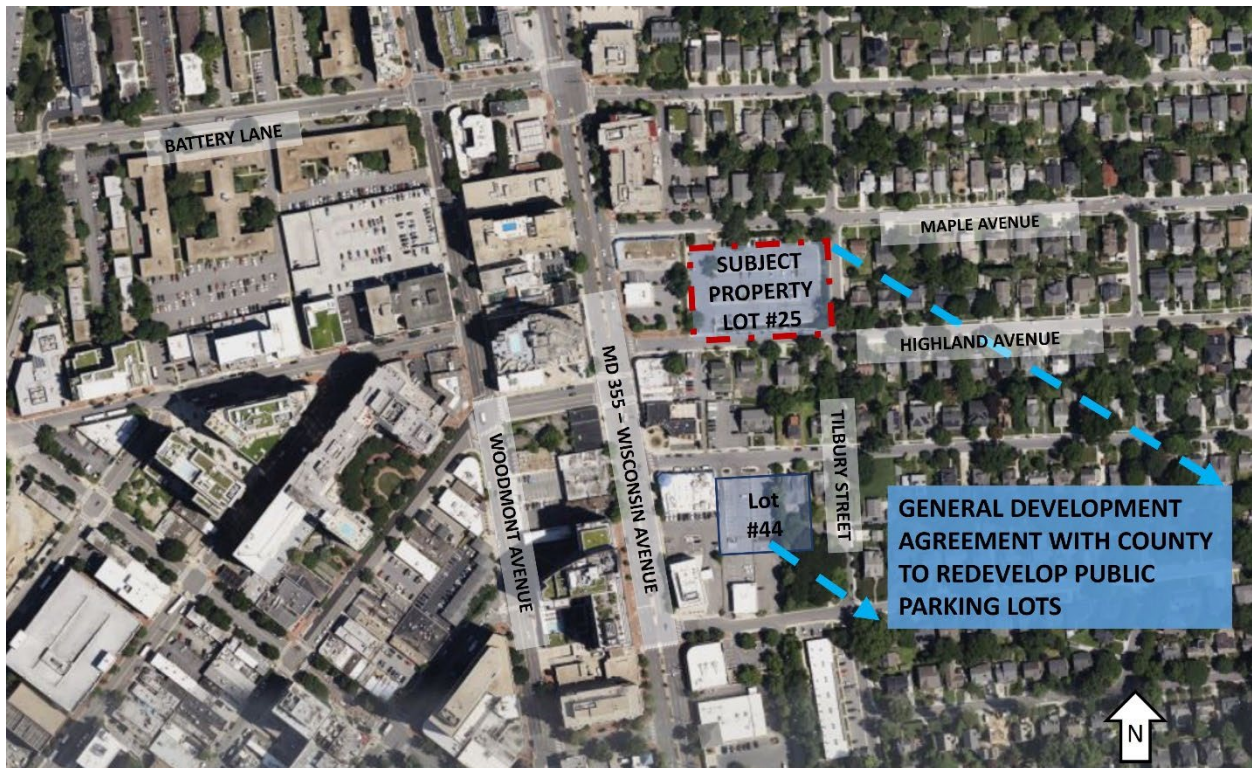 BATTERY LANE
MAPLE AVENUE
SUBJECT
PROPERTY
LOT #25
HIGHLAND AVENUE
MD 355 – WISCONSIN AVENUE
WOODMONT AVENUE
TILBURY STREET
Lot
#44
GENERAL DEVELOPMENT
AGREEMENT WITH COUNTY
TO REDEVELOP PUBLIC
PARKING LOTS
N